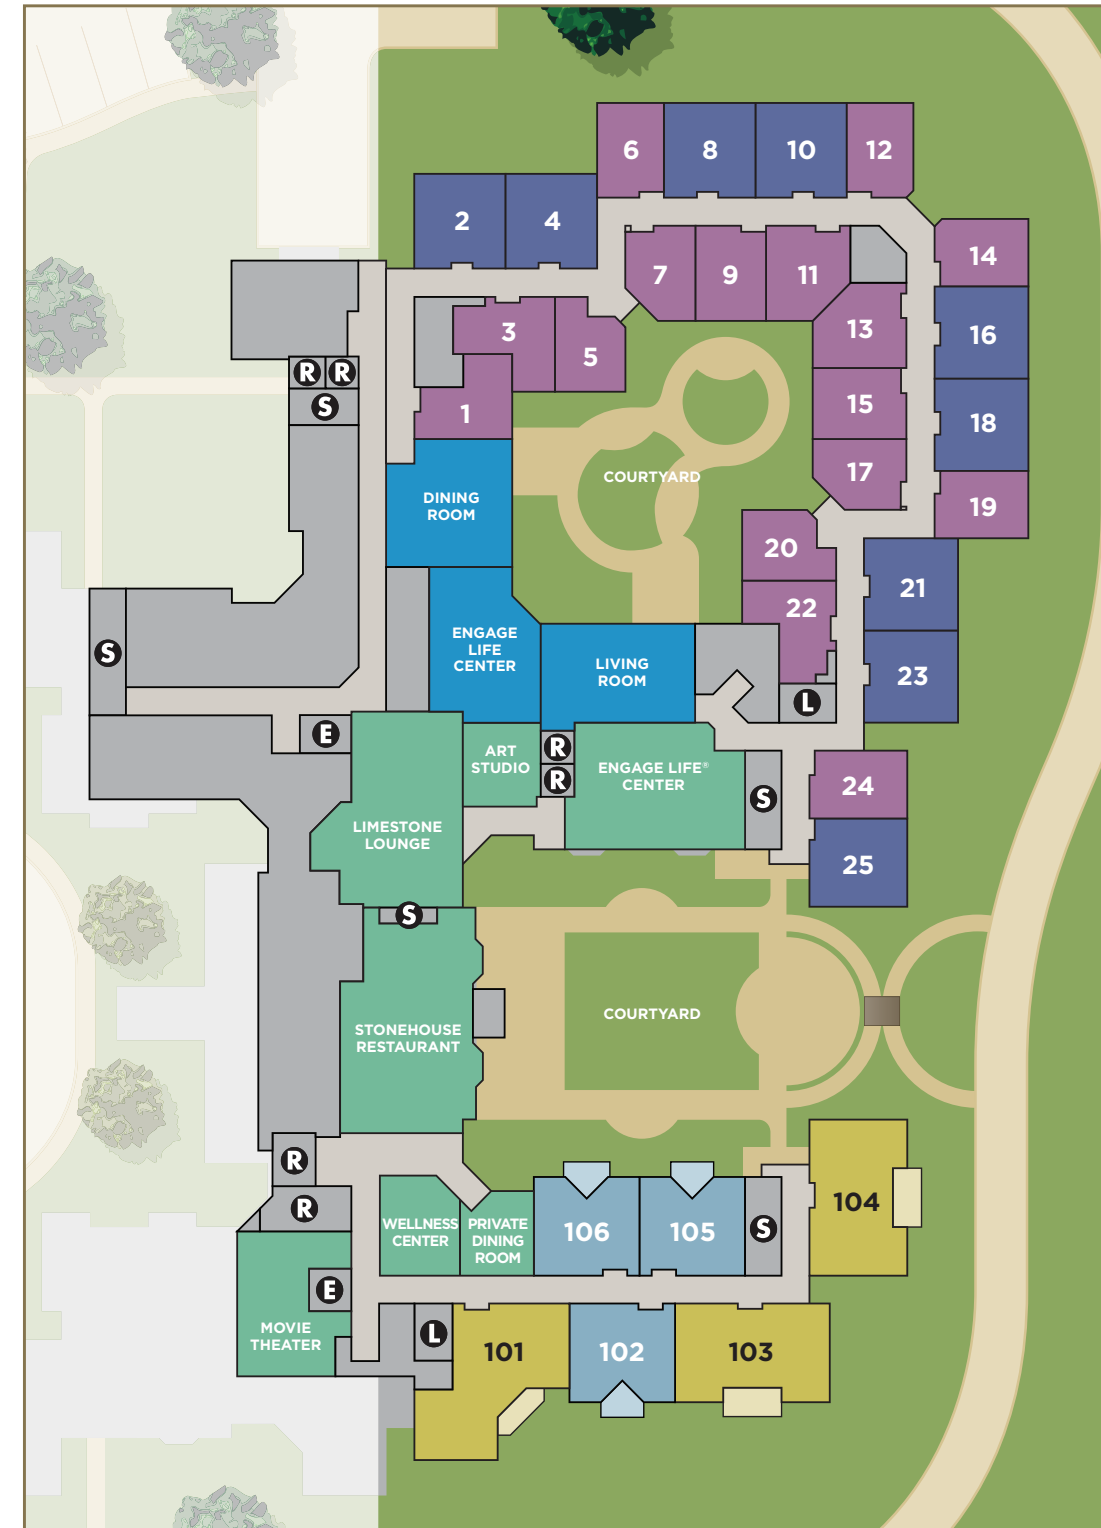 6
8
10
12
2
4
14
7
9
11
3
13
16
5
R
R
S
1
15
18
COURTYARD
17
DINING
ROOM
19
20
21
22
ENGAGE
LIFE
CENTER
LIVING
ROOM
23
S
L
E
ART
STUDIO
R
R
ENGAGE LIFE®
CENTER
24
S
LIMESTONE
LOUNGE
25
S
COURTYARD
STONEHOUSE
RESTAURANT
R
R
104
WELLNESS
CENTER
PRIVATE
DINING
ROOM
106
105
S
E
MOVIE
THEATER
L
101
102
103